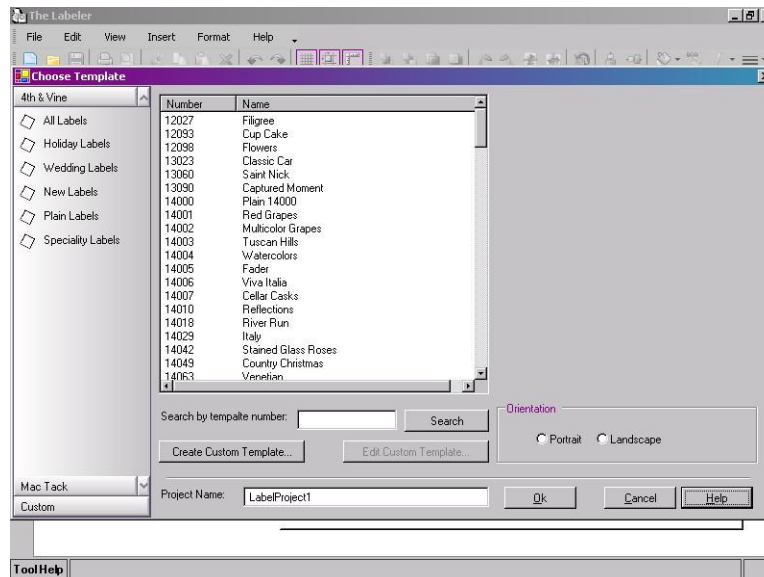 The Labeler
File Edit View Insert Format Help
Choose Template
4th & Vine
All Labels
Holiday Labels
Wedding Labels
New Labels
Plain Labels
Speciality Labels
Mac Tack
Custom
Number Name
12027 Filigree
12093 Cup Cake
12098 Flowers
13023 Classic Car
13060 Saint Nick
13090 Captured Moment
14000 Plain 14000
14001 Red Grapes
14002 Multicolor Grapes
14003 Tuscan Hills
14004 Watercolors
14005 Fader
14006 Viva Italia
14007 Cellar Casks
14010 Reflections
14018 River Run
14029 Italy
14042 Stained Glass Roses
14049 Country Christmas
14063 Venetian
Search by tempalte number: Search
Create Custom Template... Edit Custom Template...
Orientation
Portrait Landscape
Project Name: LabelProject1 Ok Cancel Help
ToolHelp